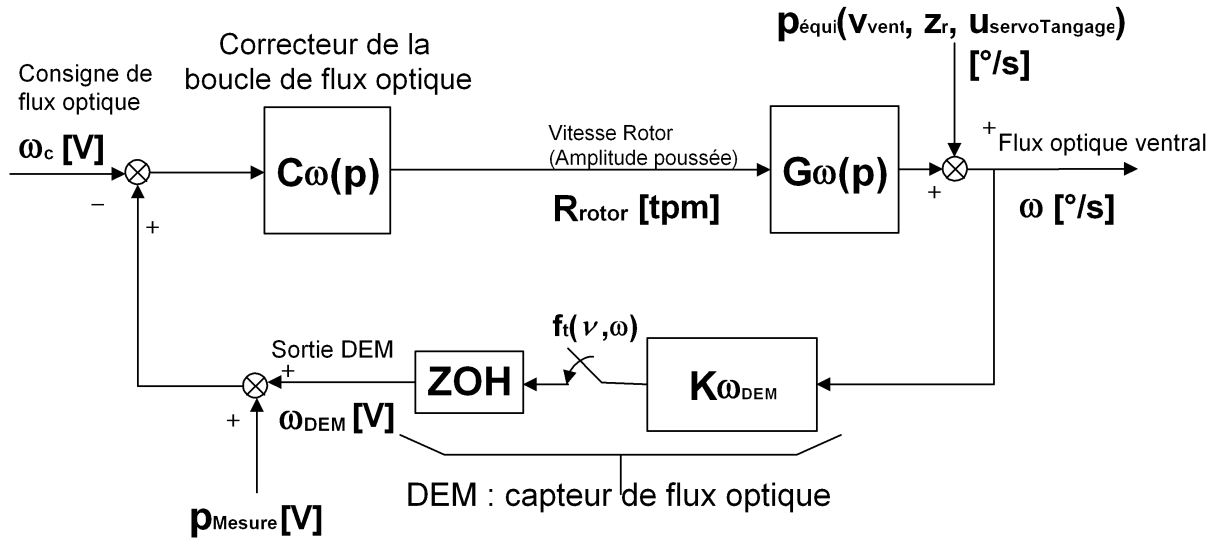 péqui(vvent, zr, uservoTangage)
[°/s]
Correcteur de la
boucle de flux optique
Consigne de
flux optique
ωc [V]
Cω(p)
Vitesse Rotor
(Amplitude poussée)
Rrotor [tpm]
Gω(p)
+
Flux optique ventral
ω [°/s]
+
−
+
ft(ν,ω)
Sortie DEM
+
ZOH
KωDEM
+
ωDEM [V]
DEM : capteur de flux optique
pMesure [V]